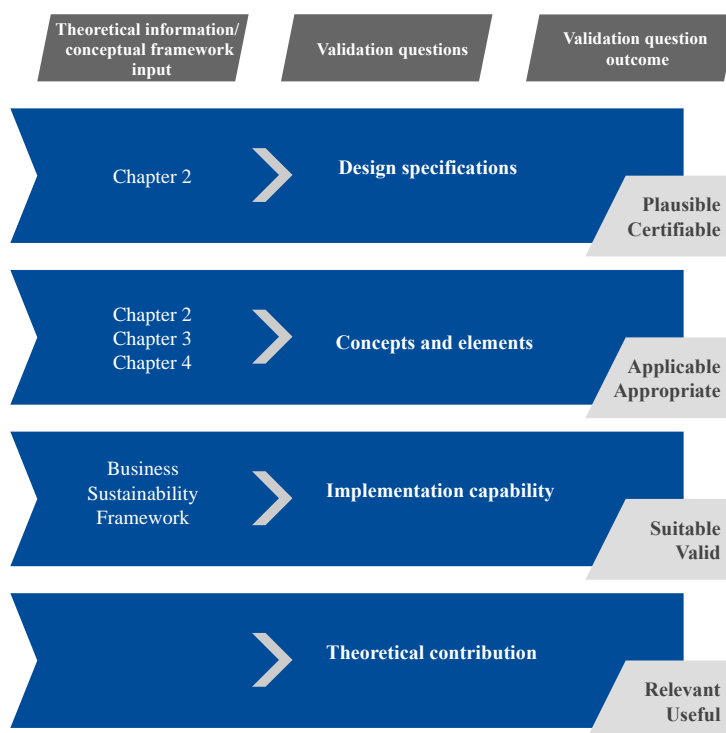 Theoretical information/
conceptual framework
input
Validation questions
Validation question
outcome
Chapter 2
Design specifications
Plausible
Certifiable
Chapter 2
Chapter 3
Chapter 4
Concepts and elements
Applicable
Appropriate
Business
Sustainability
Framework
Implementation capability
Suitable
Valid
Theoretical contribution
Relevant
Useful